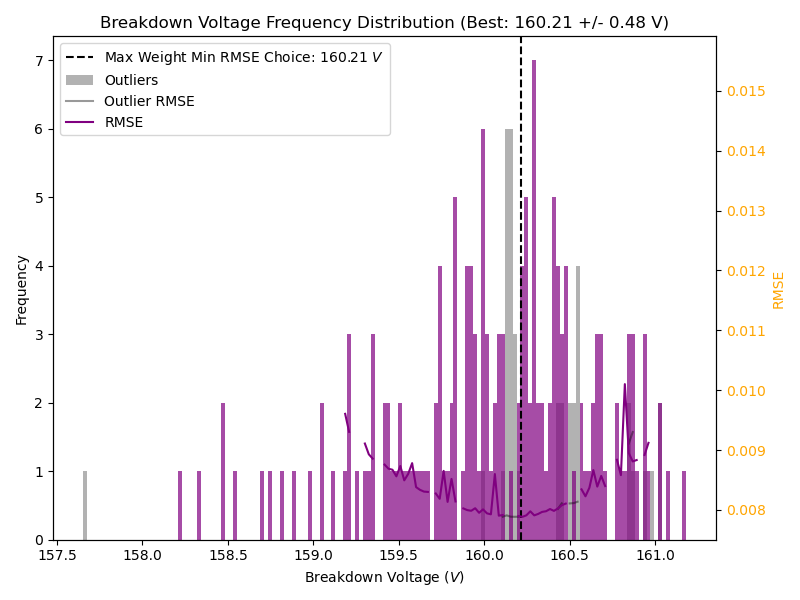 Breakdown Voltage Frequency Distribution (Best: 160.21 +/- 0.48 V)
Max Weight Min RMSE Choice: 160.21 V
Outliers
Outlier RMSE
RMSE
Frequency
7
6
5
4
3
2
1
0
157.5 158.0 158.5 159.0 159.5 160.0 160.5 161.0
Breakdown Voltage (V)
0.015
0.014
0.013
0.012
0.011
0.010
0.009
0.008
RMSE